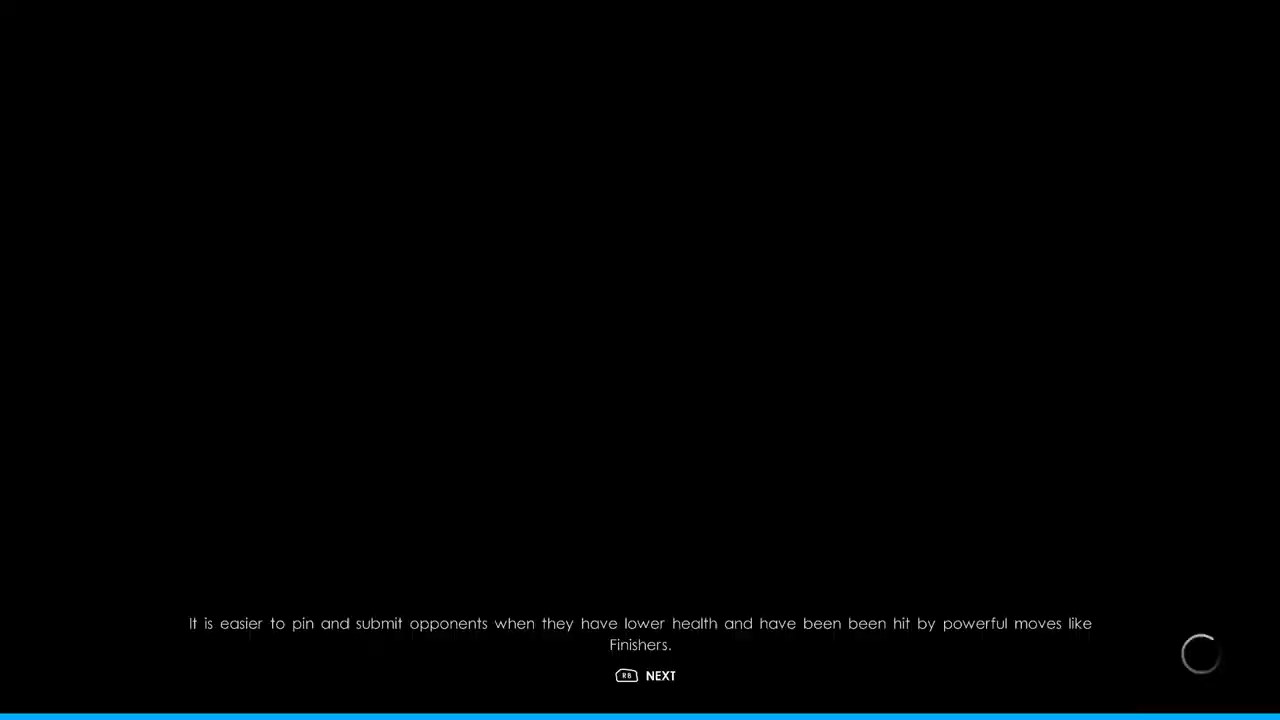 It is easier to pin and submit opponents when they have lower health and have been been hit by powerful moves like
Finishers.
RB NEXT